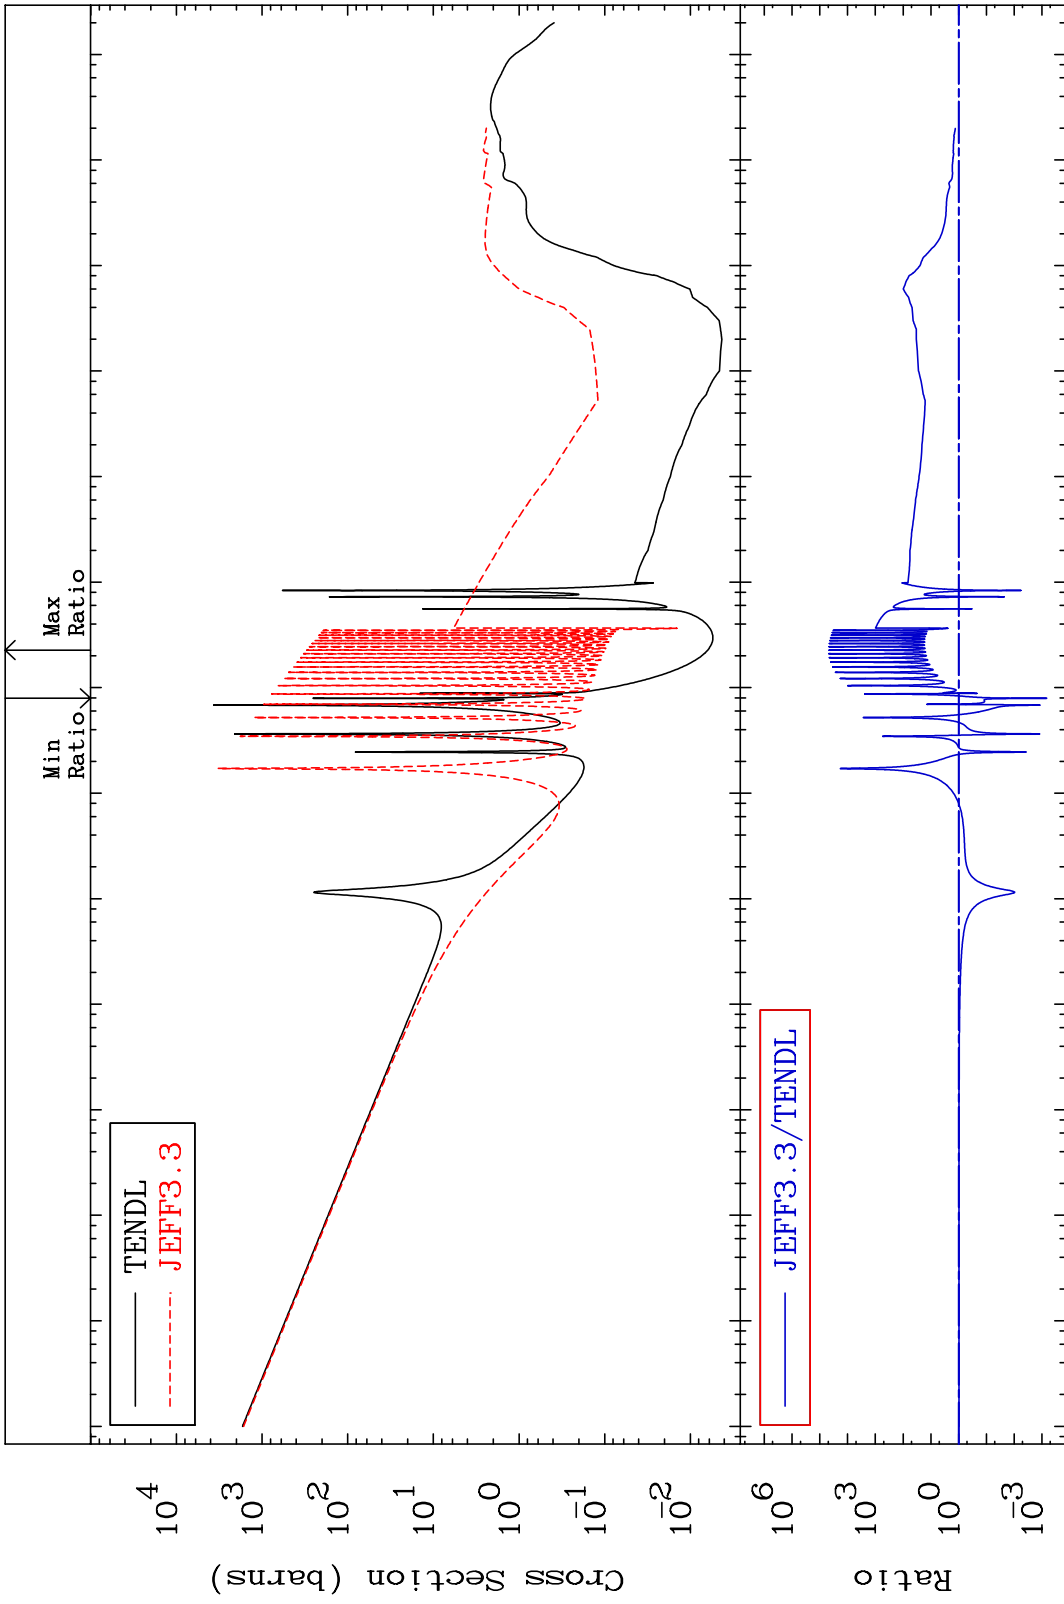 Min
Ratio
Max
Ratio
TENDL
JEFF3.3
10^4
10^3
10^2
10^1
10^0
10^-1
10^-2
Cross Section (barns)
JEFF3.3/TENDL
10^6
10^3
10^0
10^-3
Ratio